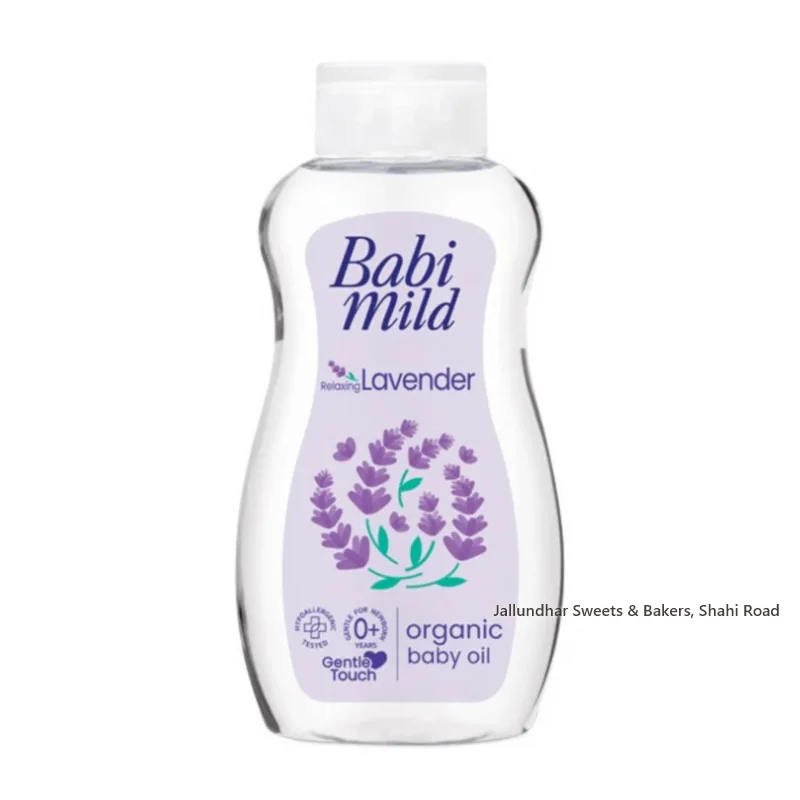 Babi
mild
Relaxing Lavender
HYPOALLERGENIC
TESTED
GENTLE FOR NEWBORN
0+
YEARS
Gentle
Touch
organic
baby oil
Jallundhar Sweets & Bakers, Shahi Road